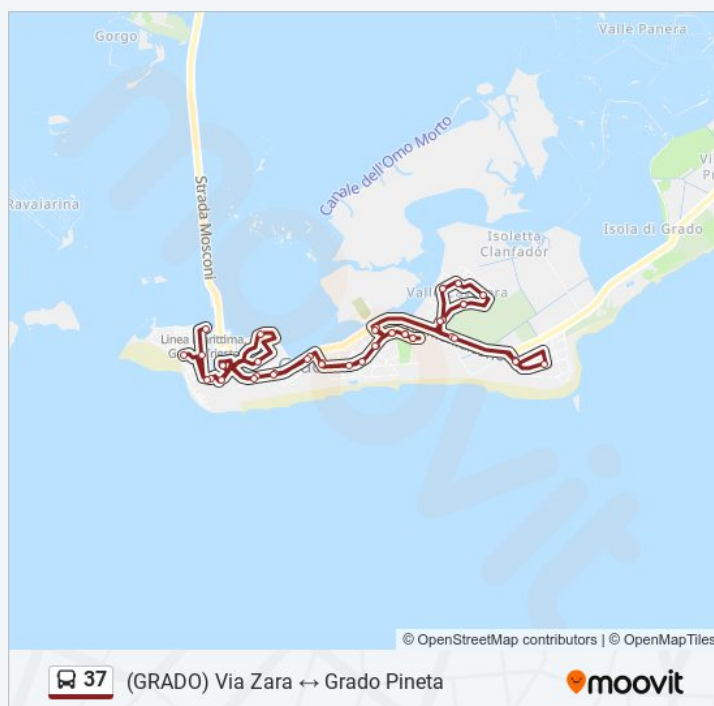 Gorgo
Valle Panera
Canale dell'Omo Morto
Ravaiarina
Strada Mosconi
Isola di Grado
Isoletta
Clanfadór
Linea
© OpenStreetMap contributors | © OpenMapTiles
37 (GRADO) Via Zara ↔ Grado Pineta
moovit